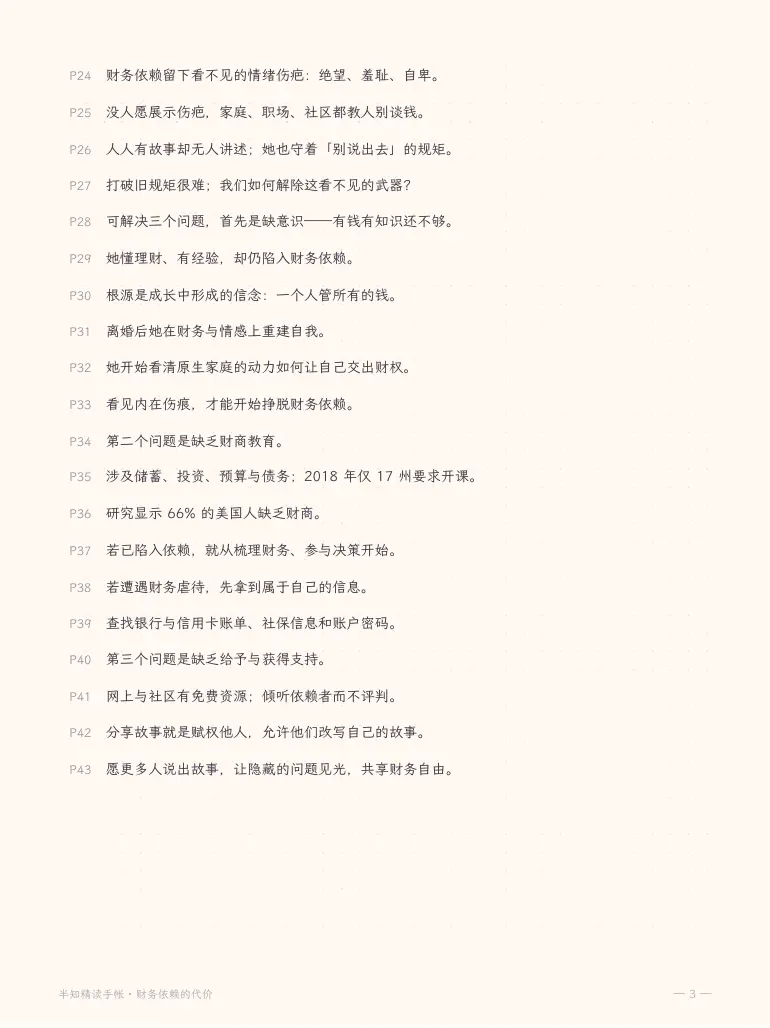 P24 财务依赖留下看不见的情绪伤疤：绝望、羞耻、自卑。
P25 没人愿展示伤疤，家庭、职场、社区都教人别谈钱。
P26 人人有故事却无人讲述；她也守着「别说出去」的规矩。
P27 打破旧规矩很难；我们如何解除这看不见的武器？
P28 可解决三个问题，首先是缺意识——有钱有知识还不够。
P29 她懂理财、有经验，却仍陷入财务依赖。
P30 根源是成长中形成的信念：一个人管所有的钱。
P31 离婚后她在财务与情感上重建自我。
P32 她开始看清原生家庭的动力如何让自己交出财权。
P33 看见内在伤痕，才能开始挣脱财务依赖。
P34 第二个问题是缺乏财商教育。
P35 涉及储蓄、投资、预算与债务；2018 年仅 17 州要求开课。
P36 研究显示 66% 的美国人缺乏财商。
P37 若已陷入依赖，就从梳理财务、参与决策开始。
P38 若遭遇财务虐待，先拿到属于自己的信息。
P39 查找银行与信用卡账单、社保信息和账户密码。
P40 第三个问题是缺乏给予与获得支持。
P41 网上与社区有免费资源；倾听依赖者而不评判。
P42 分享故事就是赋权他人，允许他们改写自己的故事。
P43 愿更多人说出故事，让隐藏的问题见光，共享财务自由。
半知精读手帐·财务依赖的代价
— 3 —